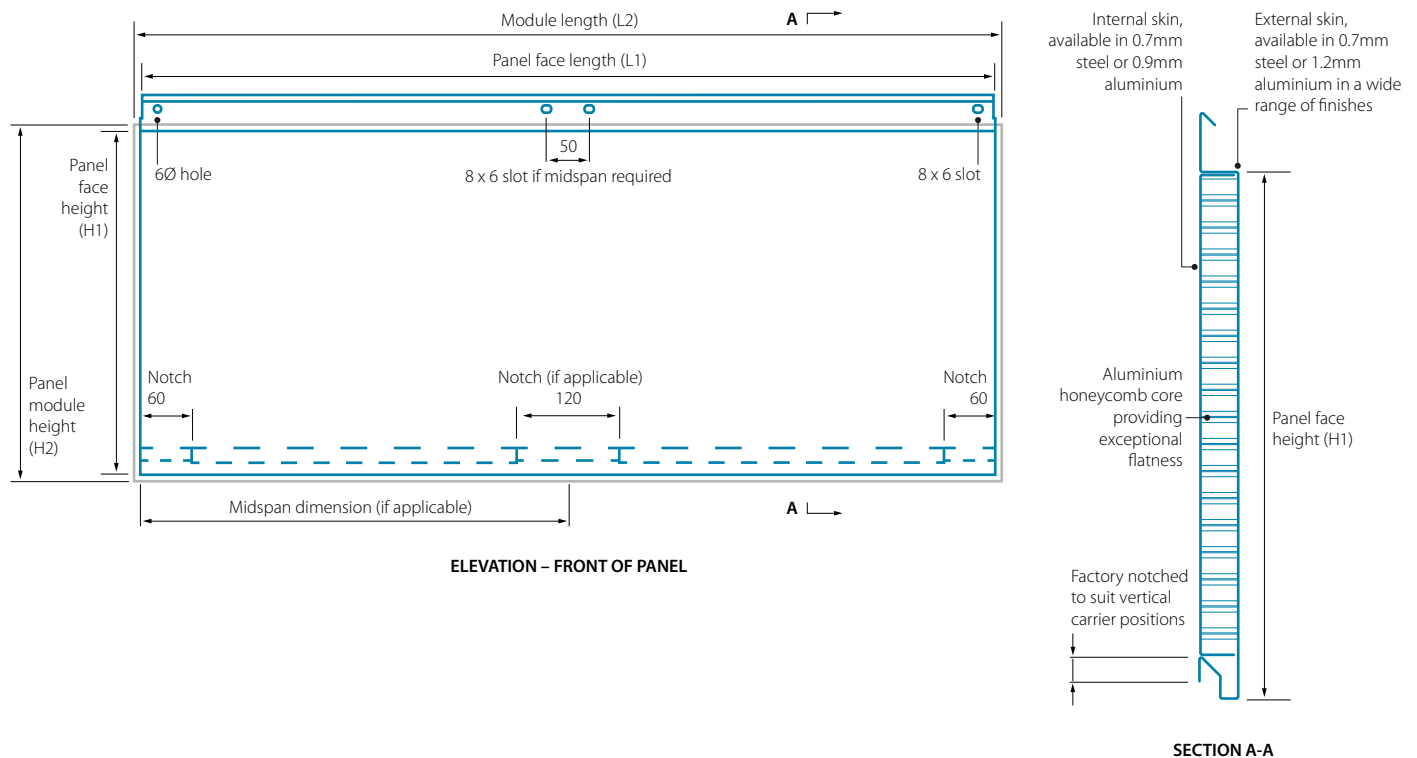 Module length (L2)
A
Panel face length (L1)
Panel
face
height
(H1)
6Ø hole
50
8 x 6 slot if midspan required
8 x 6 slot
Panel
module
height
(H2)
Notch
60
Notch (if applicable)
120
Notch
60
Midspan dimension (if applicable)
A
ELEVATION – FRONT OF PANEL
Internal skin,
available in 0.7mm
steel or 0.9mm
aluminium
External skin,
available in 0.7mm
steel or 1.2mm
aluminium in a wide
range of finishes
Aluminium
honeycomb core
providing
exceptional
flatness
Panel face
height (H1)
Factory notched
to suit vertical
carrier positions
SECTION A-A